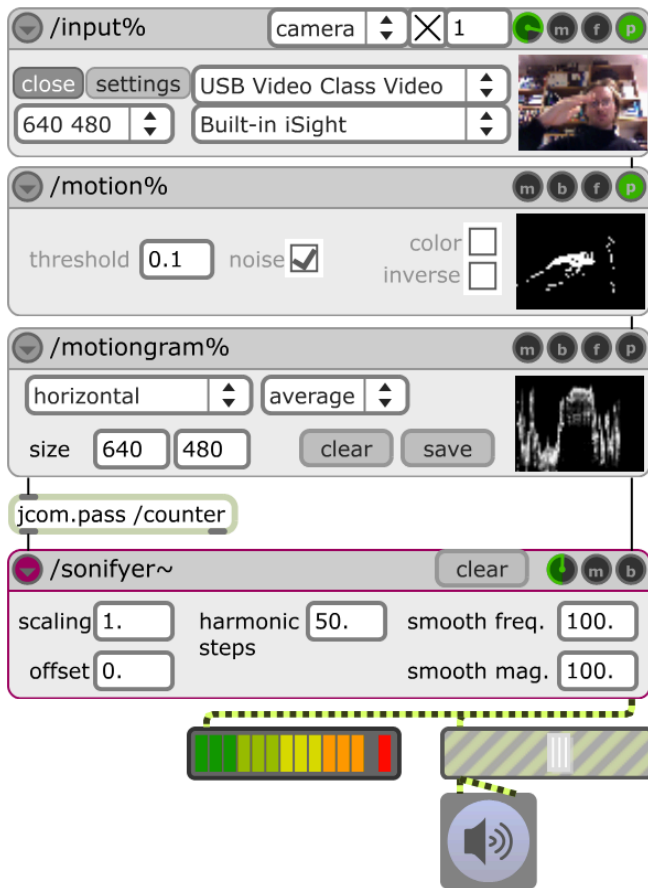 /input% camera 1 m f p
close settings USB Video Class Video
640 480 Built-in iSight
/motion% m b f p
threshold 0.1 noise color
inverse
/motiongram% m b f p
horizontal average
size 640 480 clear save
jcom.pass /counter
/sonifyer~ clear m b
scaling 1. harmonic 50. smooth freq. 100.
steps
offset 0. smooth mag. 100.